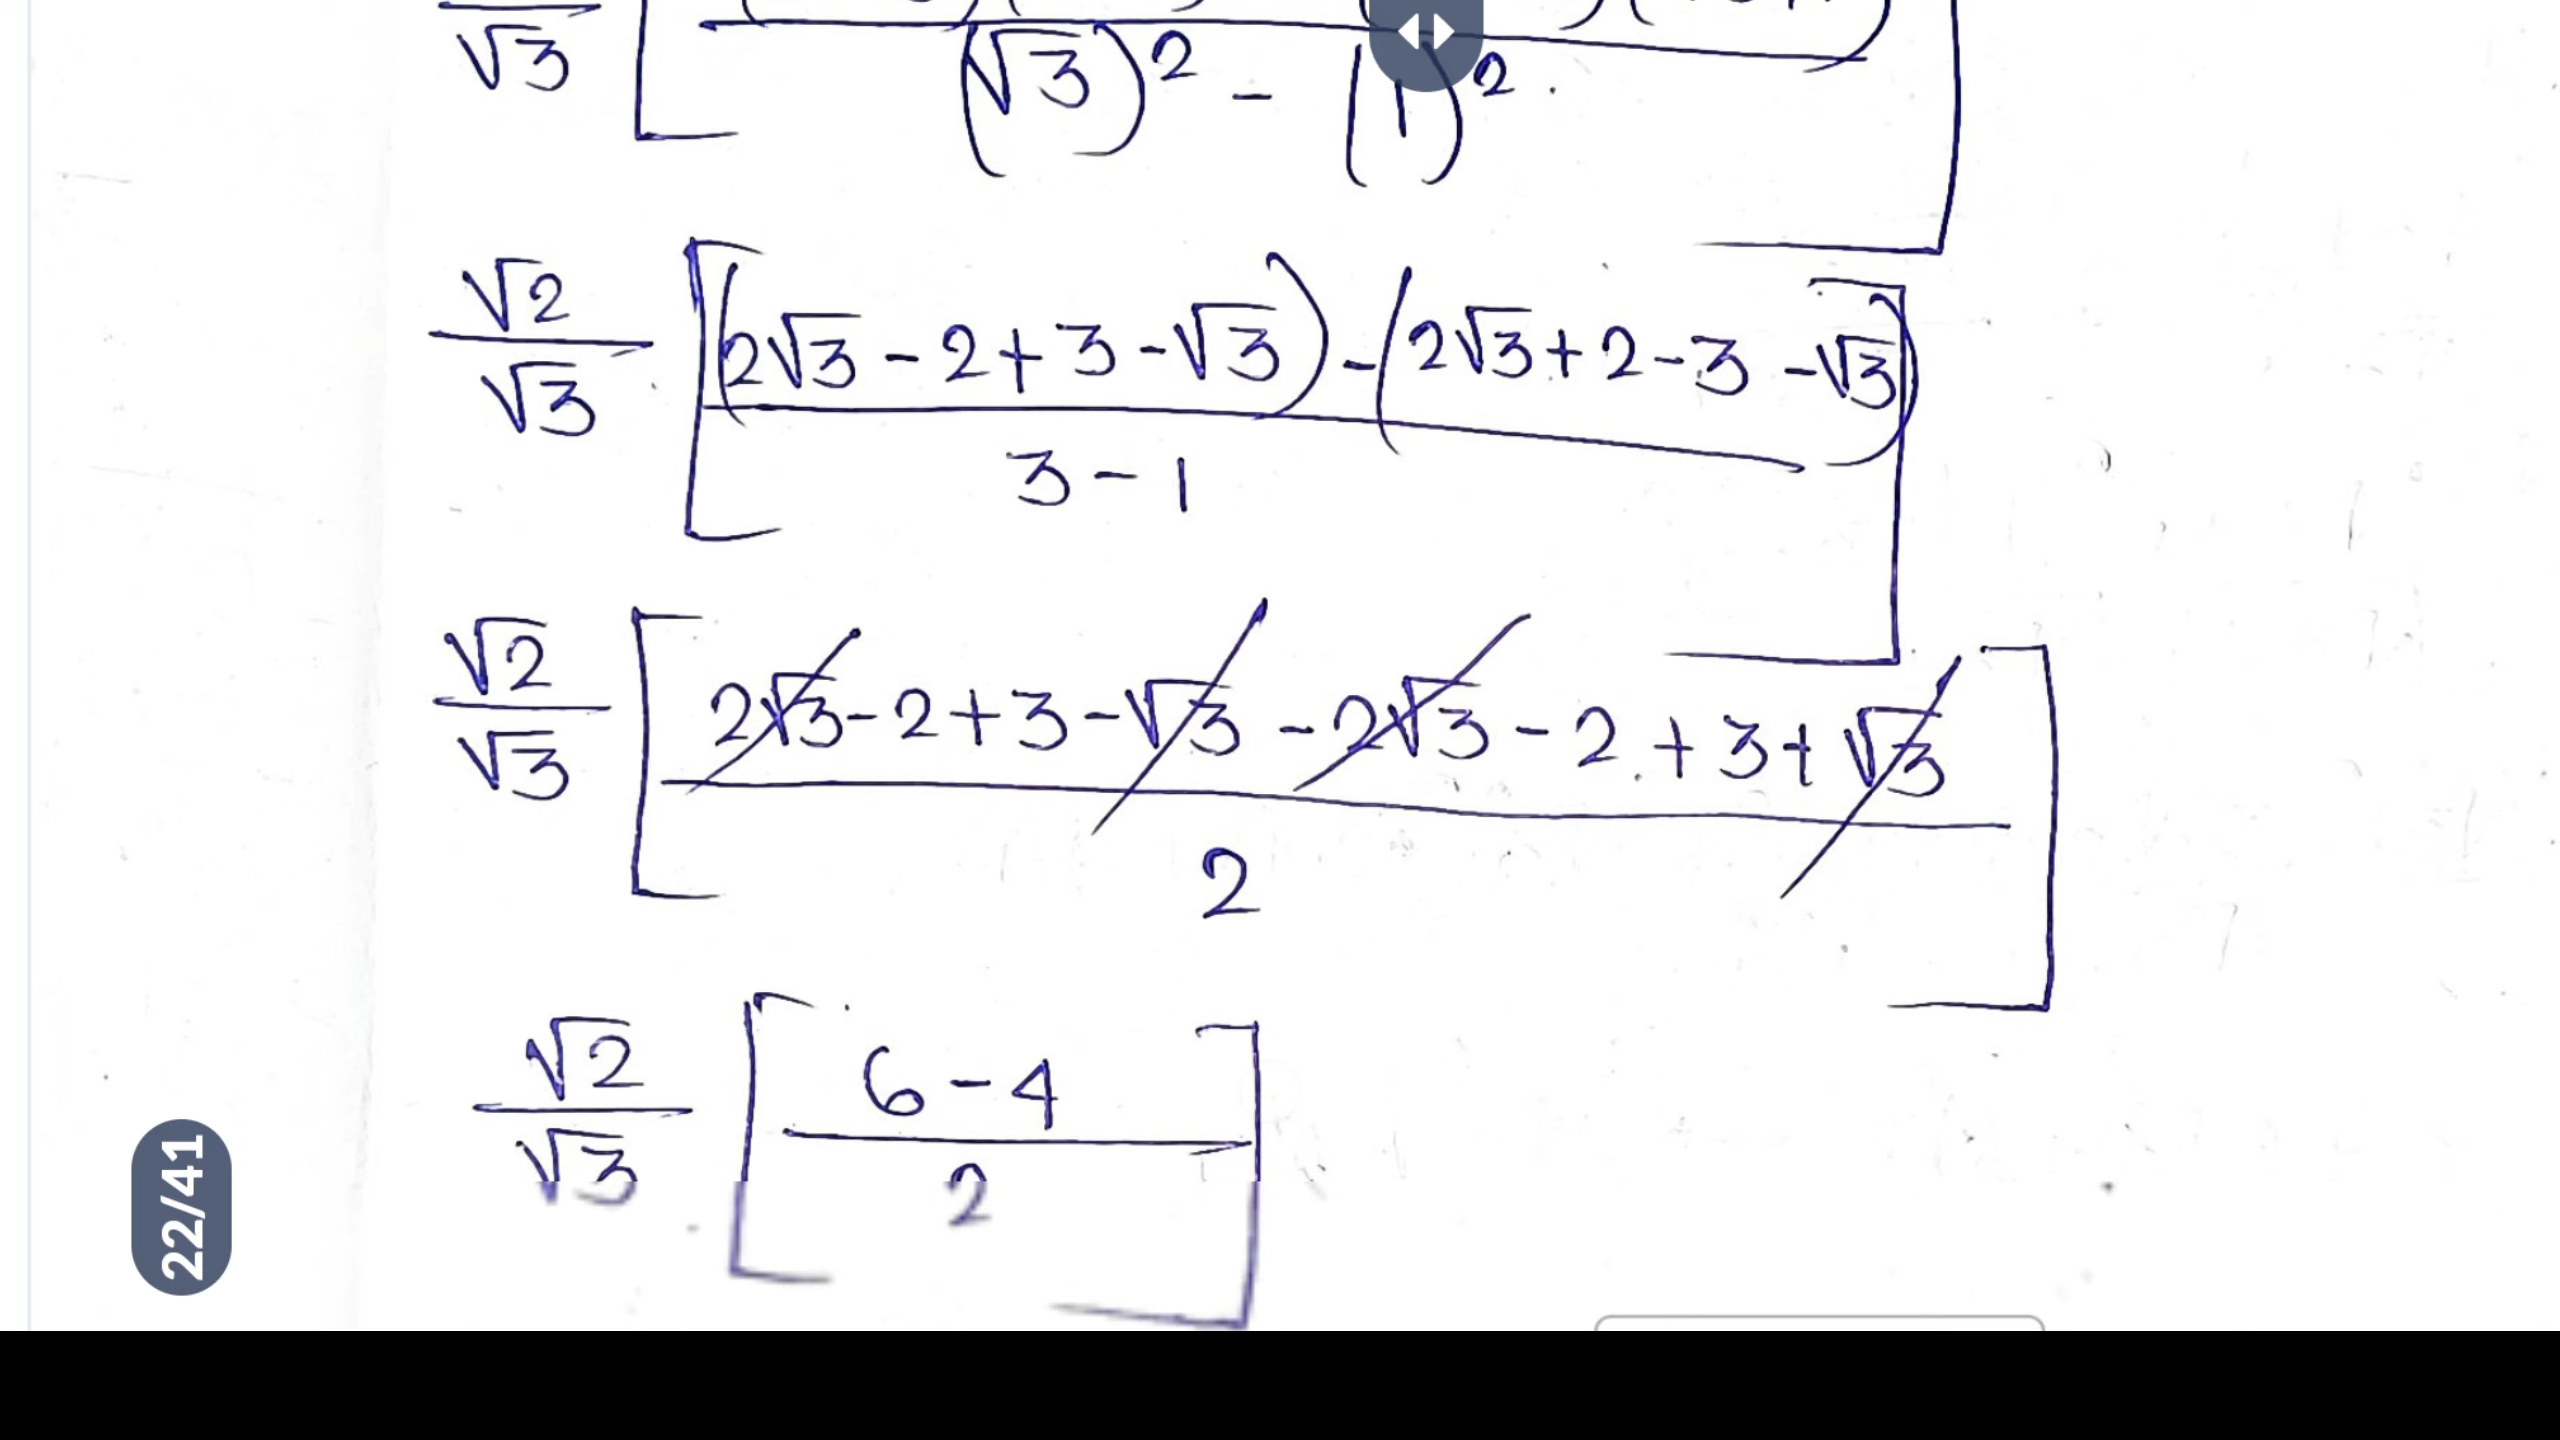 √3 (√3)² - (1)² .
√2/√3 [(2√3 - 2 + 3 - √3) - (2√3 + 2 - 3 - √3) / 3 - 1]
√2/√3 [2√3 - 2 + 3 - √3 - 2√3 - 2 + 3 + √3 / 2]
√2/√3 [6 - 4 / 2]
22/41